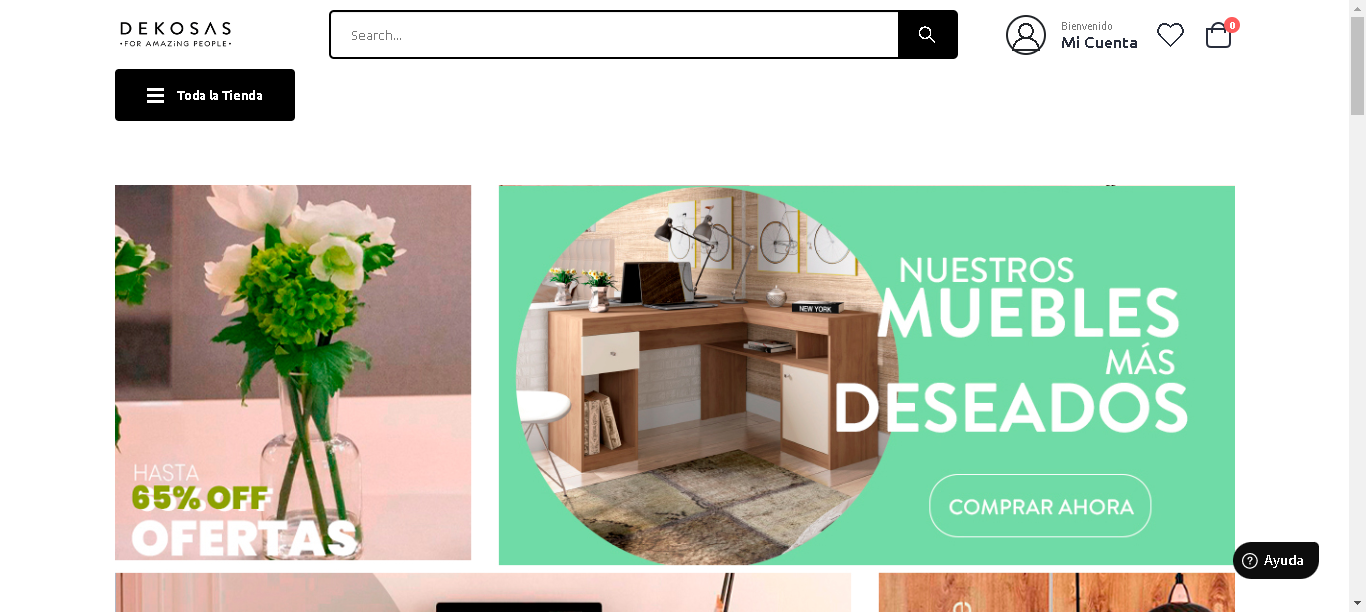 DEKOSAS
•FOR AMAZING PEOPLE•
Search...
Bienvenido
Mi Cuenta
0
Toda la Tienda
HASTA
65% OFF
OFERTAS
NEW YORK
NUESTROS
MUEBLES
MÁS
DESEADOS
COMPRAR AHORA
Ayuda